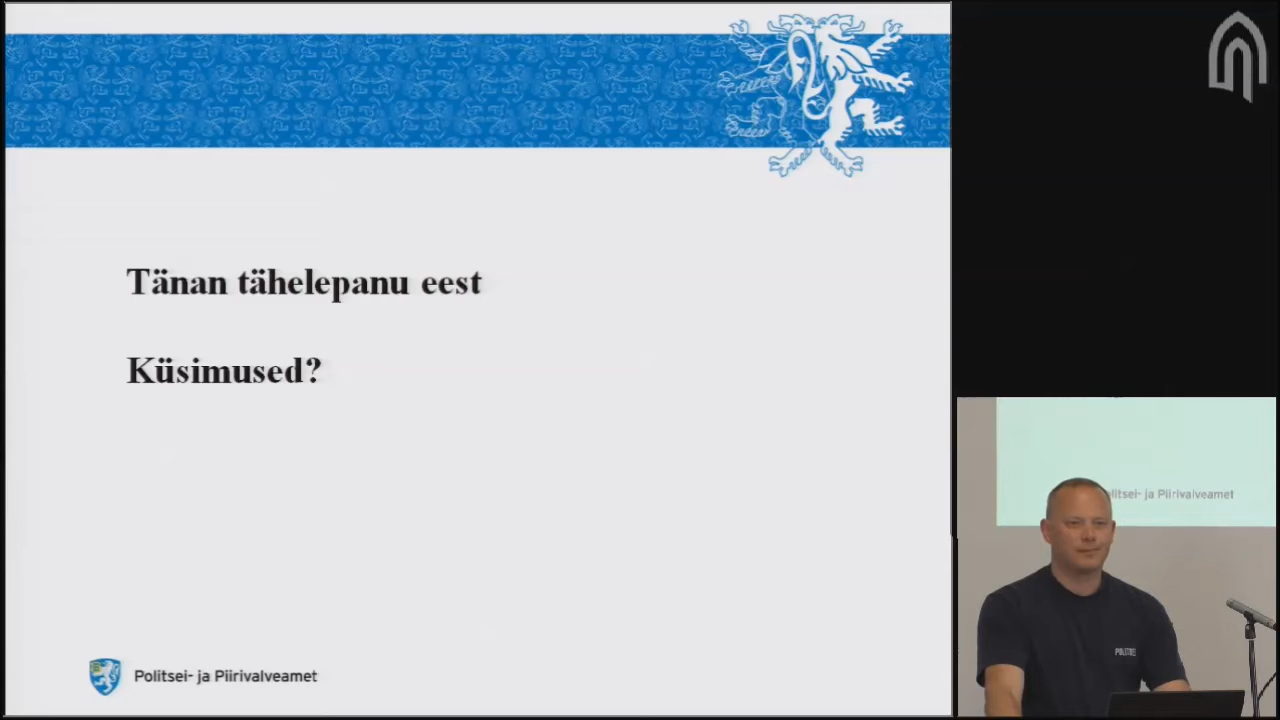 Tänan tähelepanu eest
Küsimused?
Politsei- ja Piirivalveamet
Politsei- ja Piirivalveamet
POLITSEI